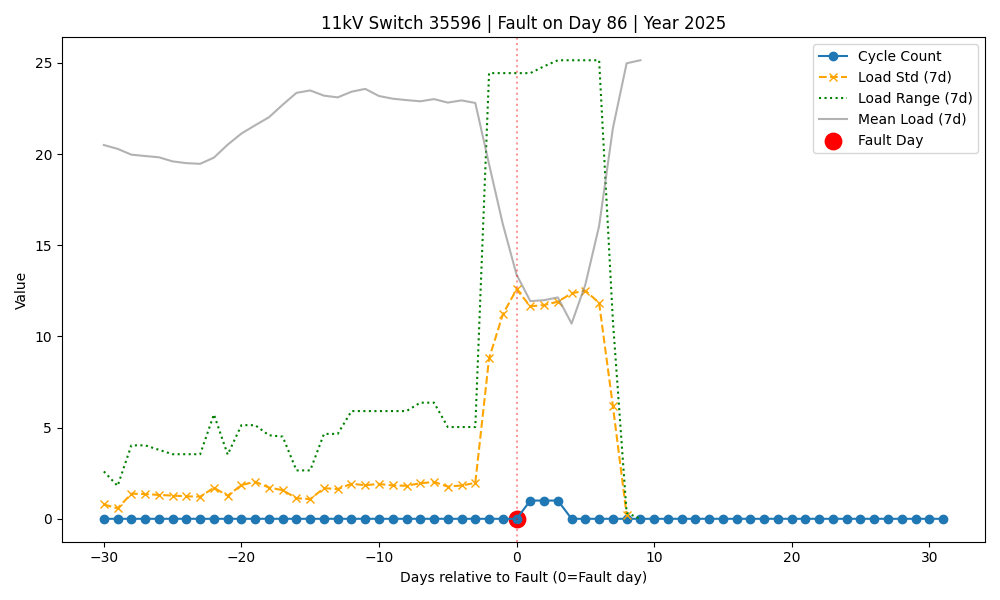 11kV Switch 35596 | Fault on Day 86 | Year 2025
Cycle Count
Load Std (7d)
Load Range (7d)
Mean Load (7d)
Fault Day
Value
25
20
15
10
5
0
−30
−20
−10
0
10
20
30
Days relative to Fault (0=Fault day)